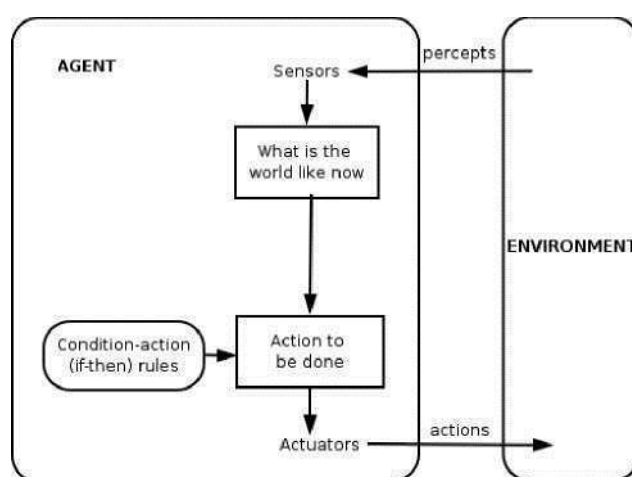 AGENT
Sensors
percepts
What is the
world like now
ENVIRONMENT
Condition-action
(if-then) rules
Action to
be done
Actuators
actions